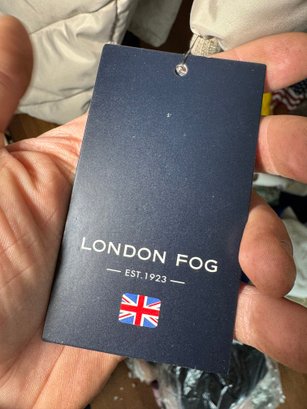 LONDON FOG
— EST.1923 —